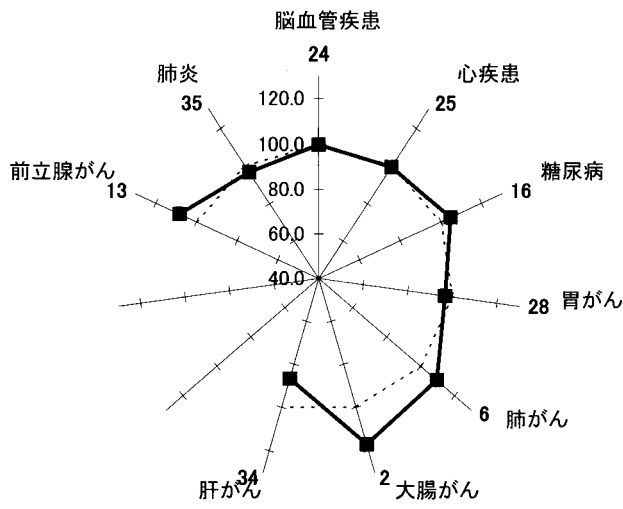 脳血管疾患
24
心疾患
25
糖尿病
16
28 胃がん
6 肺がん
2 大腸がん
34
肝がん
前立腺がん
13
肺炎
35
120.0
100.0
80.0
60.0
40.0